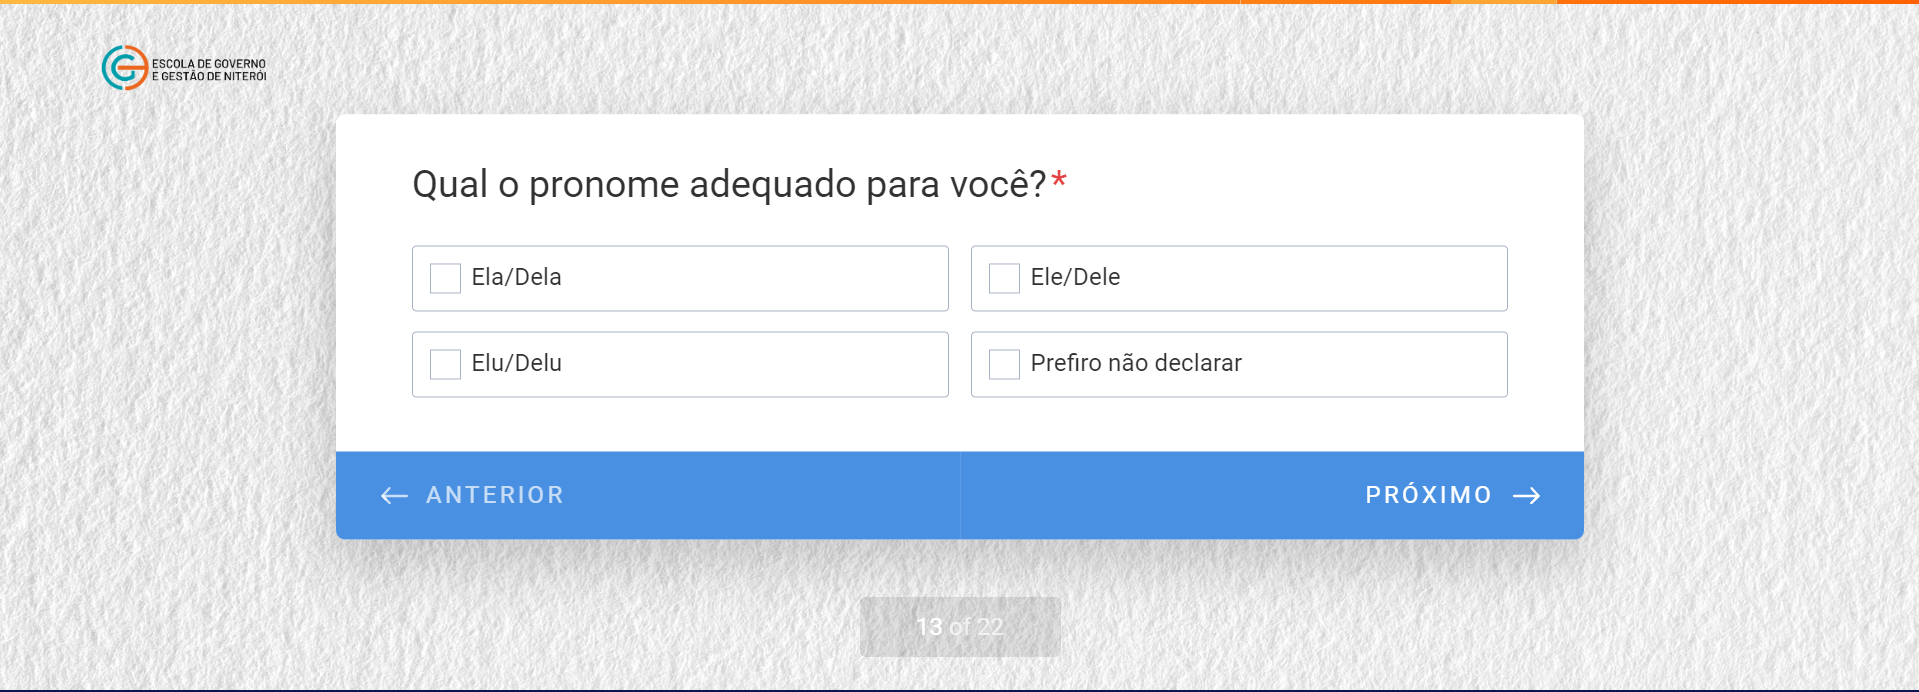 ESCOLA DE GOVERNO
E GESTÃO DE NITERÓI
Qual o pronome adequado para você?*
Ela/Dela
Ele/Dele
Elu/Delu
Prefiro não declarar
← ANTERIOR
PRÓXIMO →
13 of 22